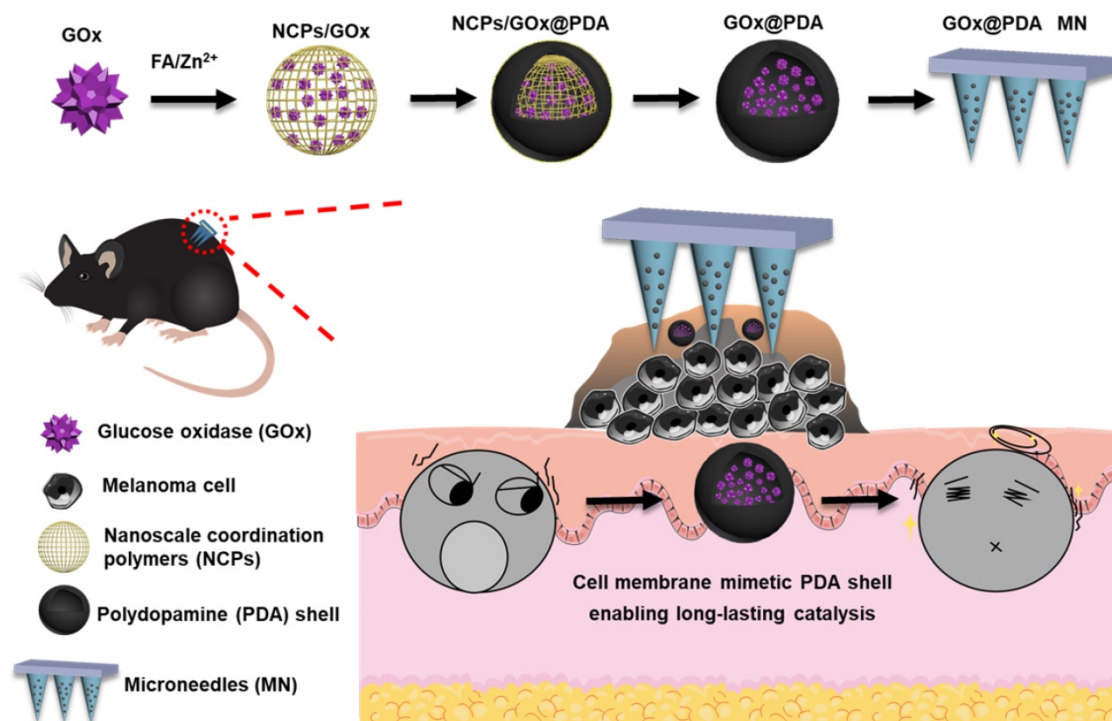 GOx
FA/Zn²⁺
NCPs/GOx
NCPs/GOx@PDA
GOx@PDA
GOx@PDA MN
Glucose oxidase (GOx)
Melanoma cell
Nanoscale coordination
polymers (NCPs)
Polydopamine (PDA) shell
Microneedles (MN)
Cell membrane mimetic PDA shell
enabling long-lasting catalysis